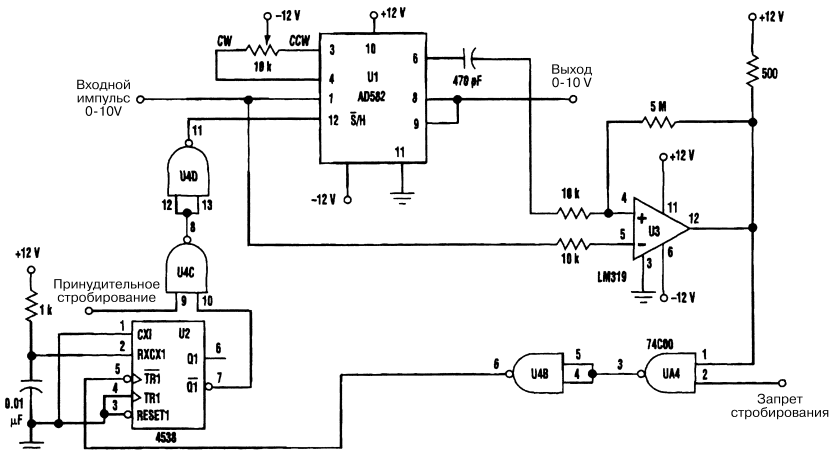 −12 V
+12 V
+12 V
CW
CCW
10 k
3
10
6
4
U1
470 pF
500
Входной
импульс
0-10V
1
AD582
8
Выход
0-10 V
12
S̅/H
9
5 M
11
11
U4D
−12 V
+12 V
12
13
10 k
4
11
8
+
U3
12
5
−
+12 V
U4C
10 k
3
6
LM319
Принудительное
стробирование
9
10
−12 V
1 k
1
CXI
U2
2
RXCX1
Q1
6
74C00
5
T̅R̅1
Q̅1
7
6
U4B
5
4
3
UA4
1
2
4
TR1
0.01
μF
3
RESET1
4538
Запрет
стробирования